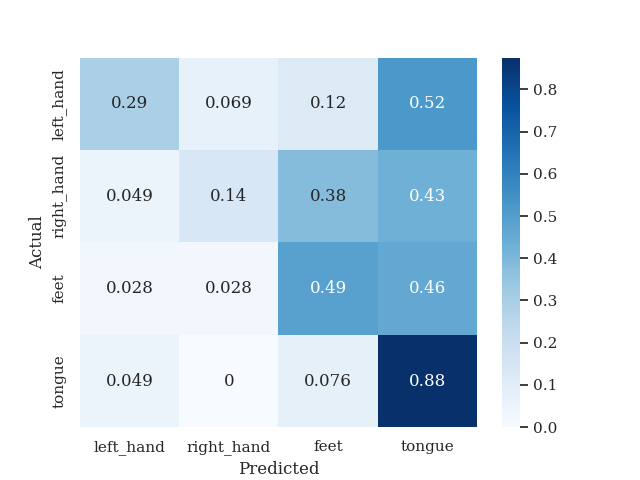 left_hand 0.29 0.069 0.12 0.52
right_hand 0.049 0.14 0.38 0.43
feet 0.028 0.028 0.49 0.46
tongue 0.049 0 0.076 0.88
left_hand right_hand feet tongue
Actual
Predicted
0.8
0.7
0.6
0.5
0.4
0.3
0.2
0.1
0.0